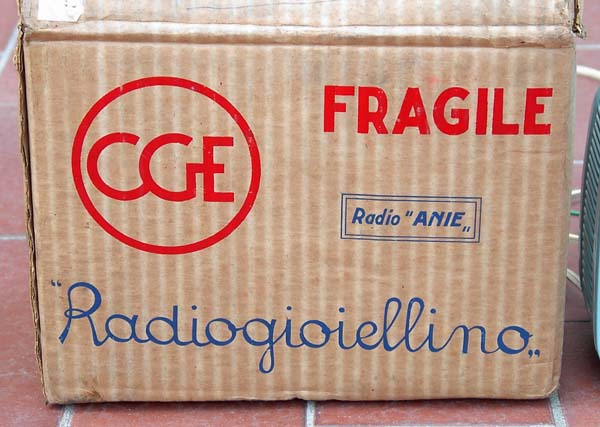 CGE
FRAGILE
Radio "ANIE„
"Radiogioiellino„